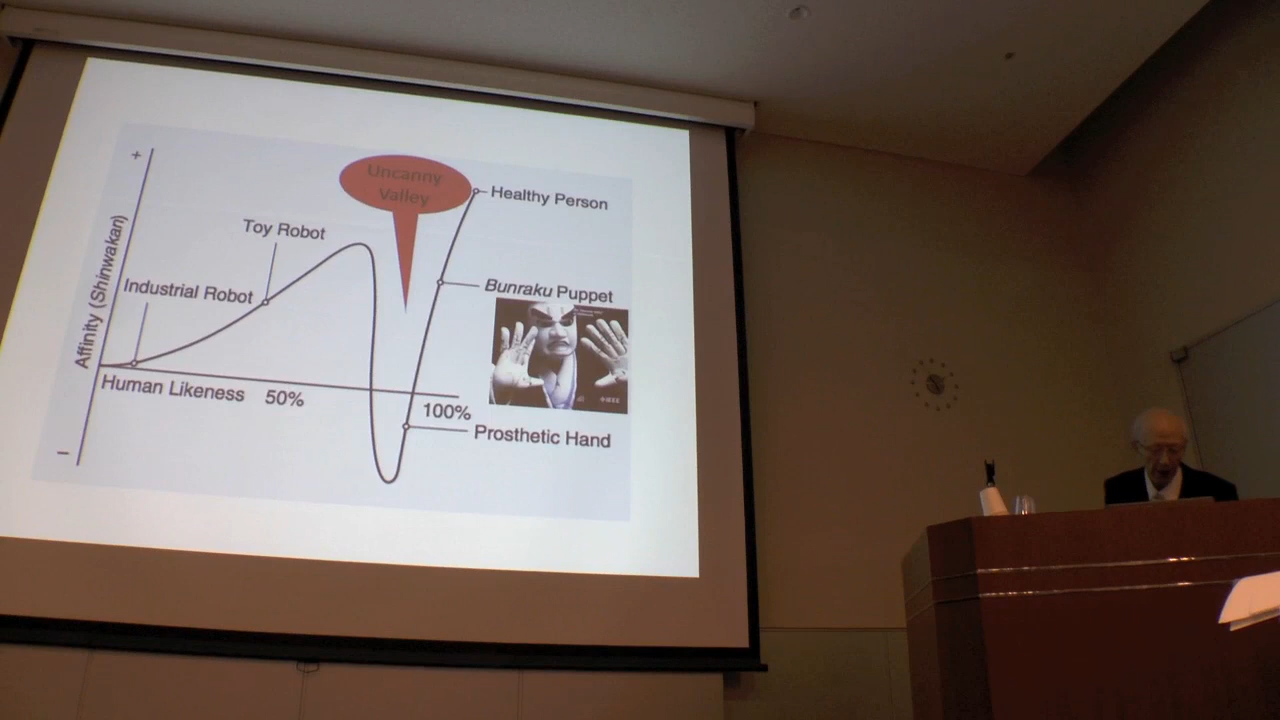 +
Uncanny
Valley
Healthy Person
Toy Robot
Industrial Robot
Bunraku Puppet
Affinity (Shinwakan)
Human Likeness 50%
100%
Prosthetic Hand
−